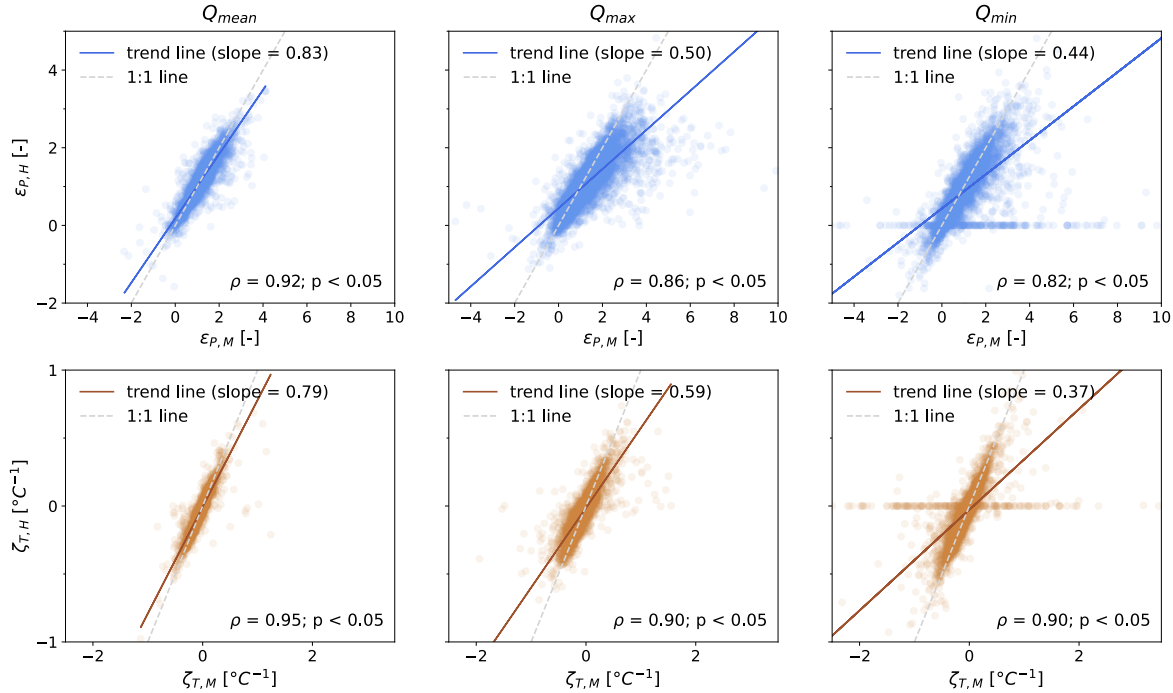 Q_mean Q_max Q_min
trend line (slope = 0.83)
1:1 line
ρ = 0.92; p < 0.05
4
2
0
−2
ε_P,H [-]
−4 −2 0 2 4 6 8 10
ε_P,M [-]
trend line (slope = 0.50)
1:1 line
ρ = 0.86; p < 0.05
−4 −2 0 2 4 6 8 10
ε_P,M [-]
trend line (slope = 0.44)
1:1 line
ρ = 0.82; p < 0.05
−4 −2 0 2 4 6 8 10
ε_P,M [-]
trend line (slope = 0.79)
1:1 line
ρ = 0.95; p < 0.05
1
0
−1
ζ_T,H [°C⁻¹]
−2 0 2
ζ_T,M [°C⁻¹]
trend line (slope = 0.59)
1:1 line
ρ = 0.90; p < 0.05
−2 0 2
ζ_T,M [°C⁻¹]
trend line (slope = 0.37)
1:1 line
ρ = 0.90; p < 0.05
−2 0 2
ζ_T,M [°C⁻¹]